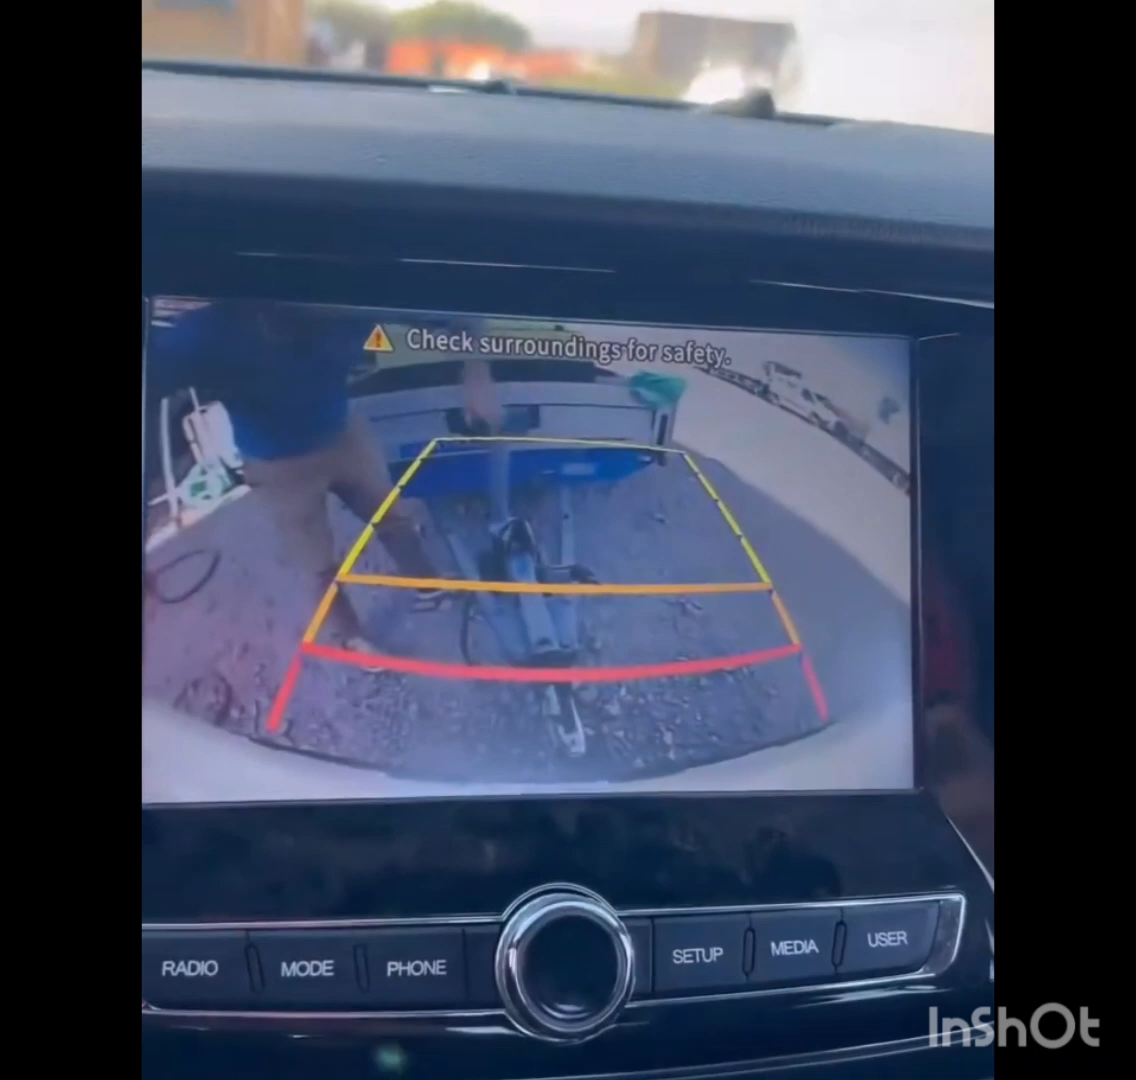 Check surroundings for safety.
RADIO
MODE
PHONE
SETUP
MEDIA
USER
InShOt